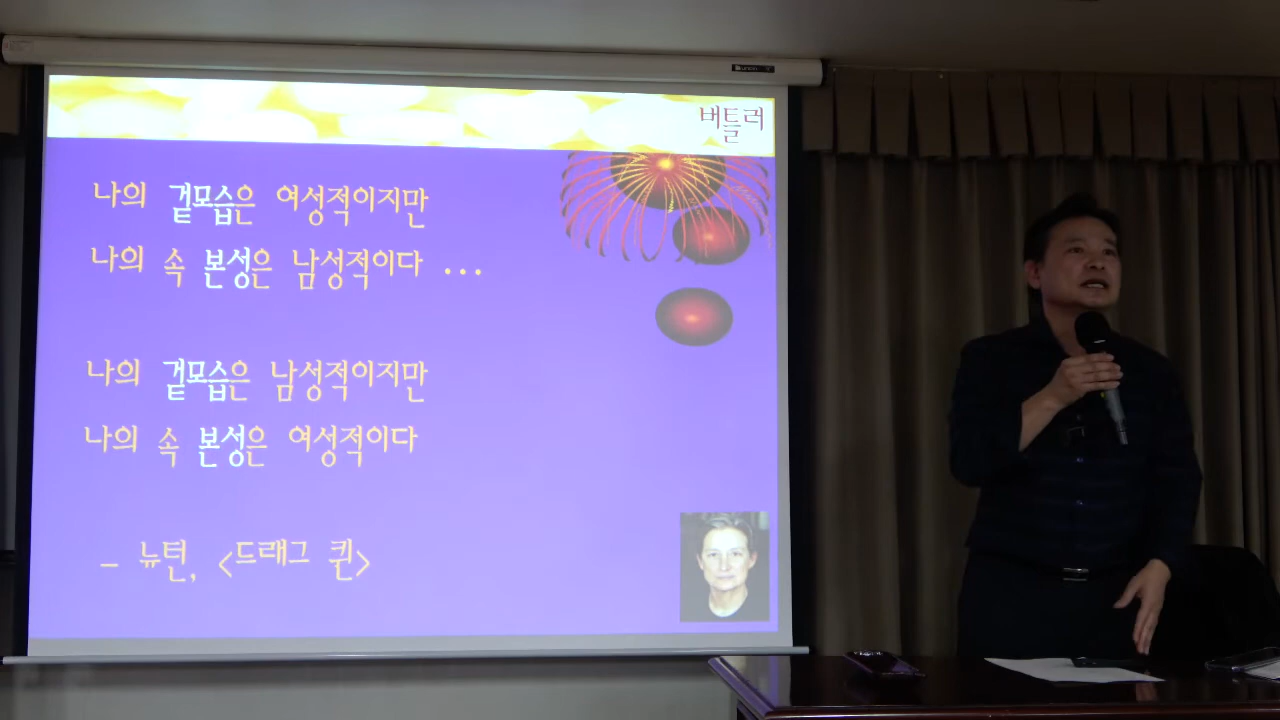 버틀러
나의 겉모습은 여성적이지만
나의 속 본성은 남성적이다 ...
나의 겉모습은 남성적이지만
나의 속 본성은 여성적이다
- 뉴턴, <드래그 퀸>